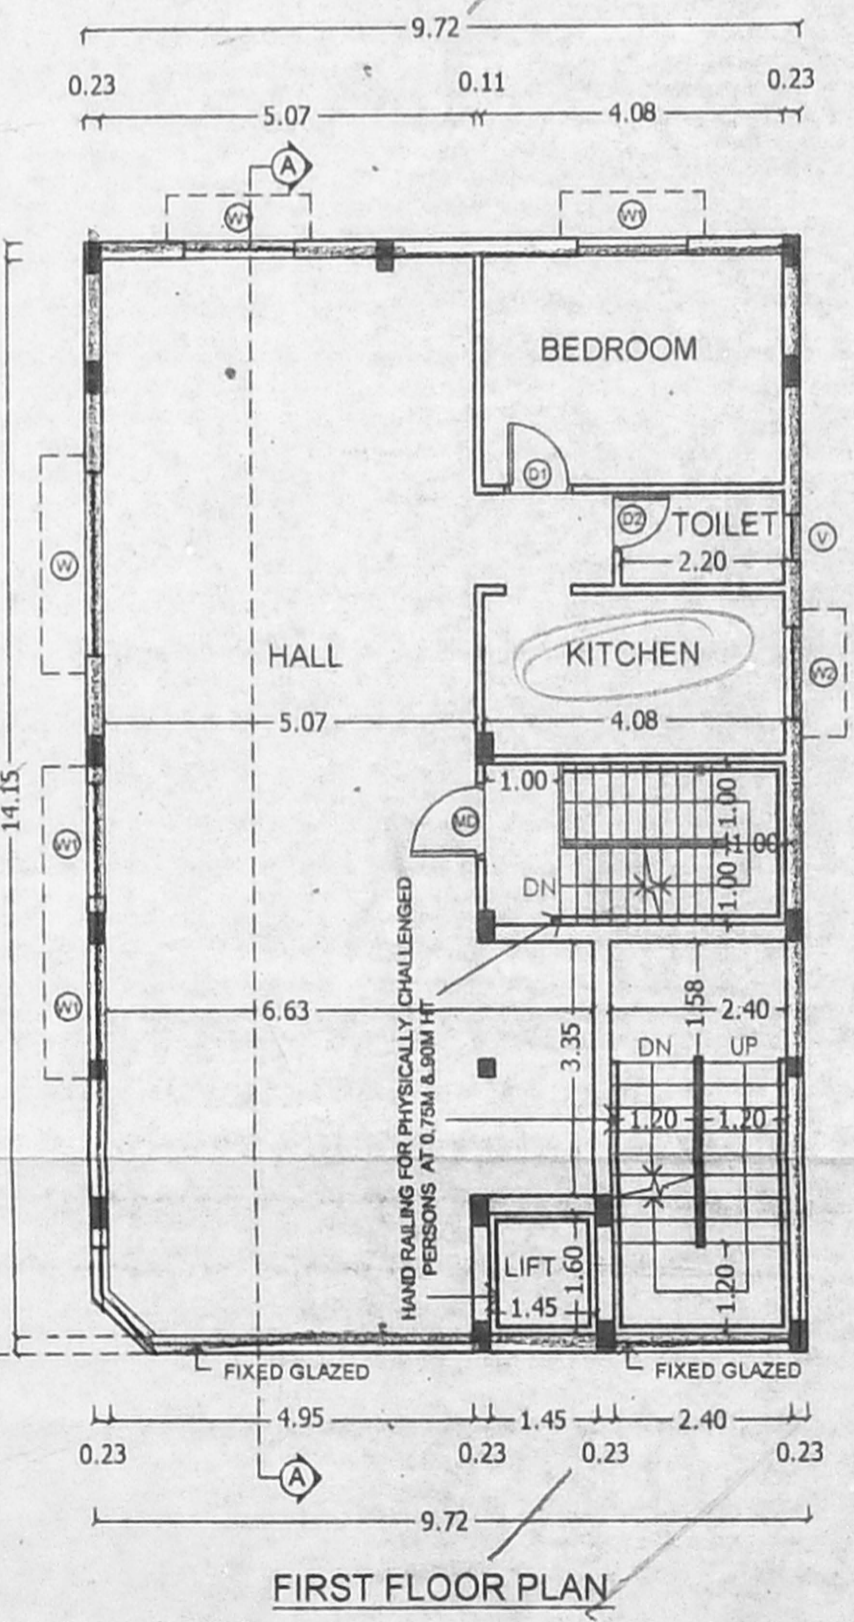 9.72
0.23 0.11 0.23
5.07 4.08
A
W1 W1
BEDROOM
D1
D2 TOILET V
2.20
W
HALL KITCHEN W2
5.07 4.08
14.15
1.00 1.00
W1 MD 1.00
DN 1.00
HAND RAILING FOR PHYSICALLY CHALLENGED
PERSONS AT 0.75M &.90M HT
W1 6.63 3.35 1.58 2.40
DN UP
1.20 1.20
LIFT 1.60
1.45 1.20
FIXED GLAZED FIXED GLAZED
4.95 1.45 2.40
0.23 0.23 0.23 0.23
A
9.72
FIRST FLOOR PLAN